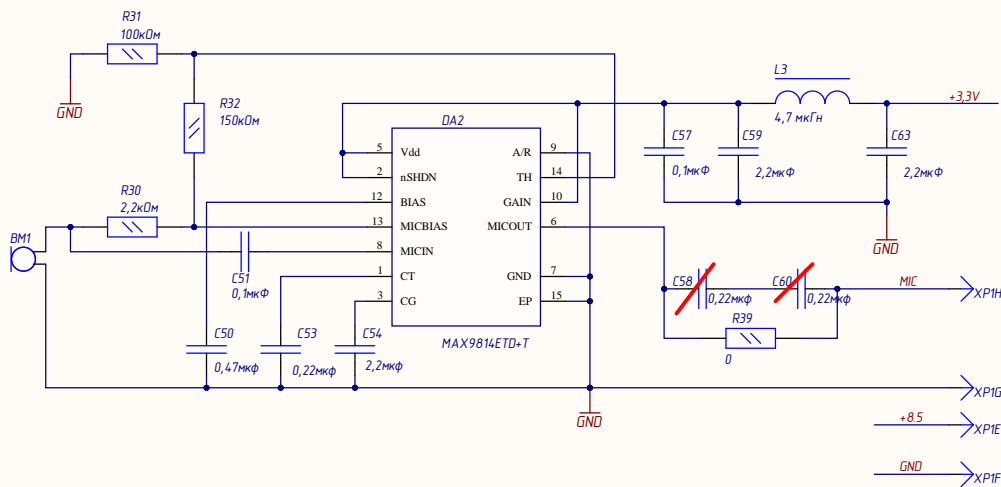 R31
100кОм
GND
R32
150кОм
R30
2,2кОм
BM1
C51
0,1мкФ
C50
0,47мкф
C53
0,22мкф
C54
2,2мкф
DA2
5 Vdd
2 nSHDN
12 BIAS
13 MICBIAS
8 MICIN
1 CT
3 CG
A/R 9
TH 14
GAIN 10
MICOUT 6
GND 7
EP 15
MAX9814ETD+T
L3
4,7 мкГн
+3,3V
C57
0,1мкФ
C59
2,2мкФ
C63
2,2мкФ
GND
C58
0,22мкф
C60
0,22мкф
R39
0
MIC
XP1H
GND
XP1G
+8.5
XP1E
GND
XP1F